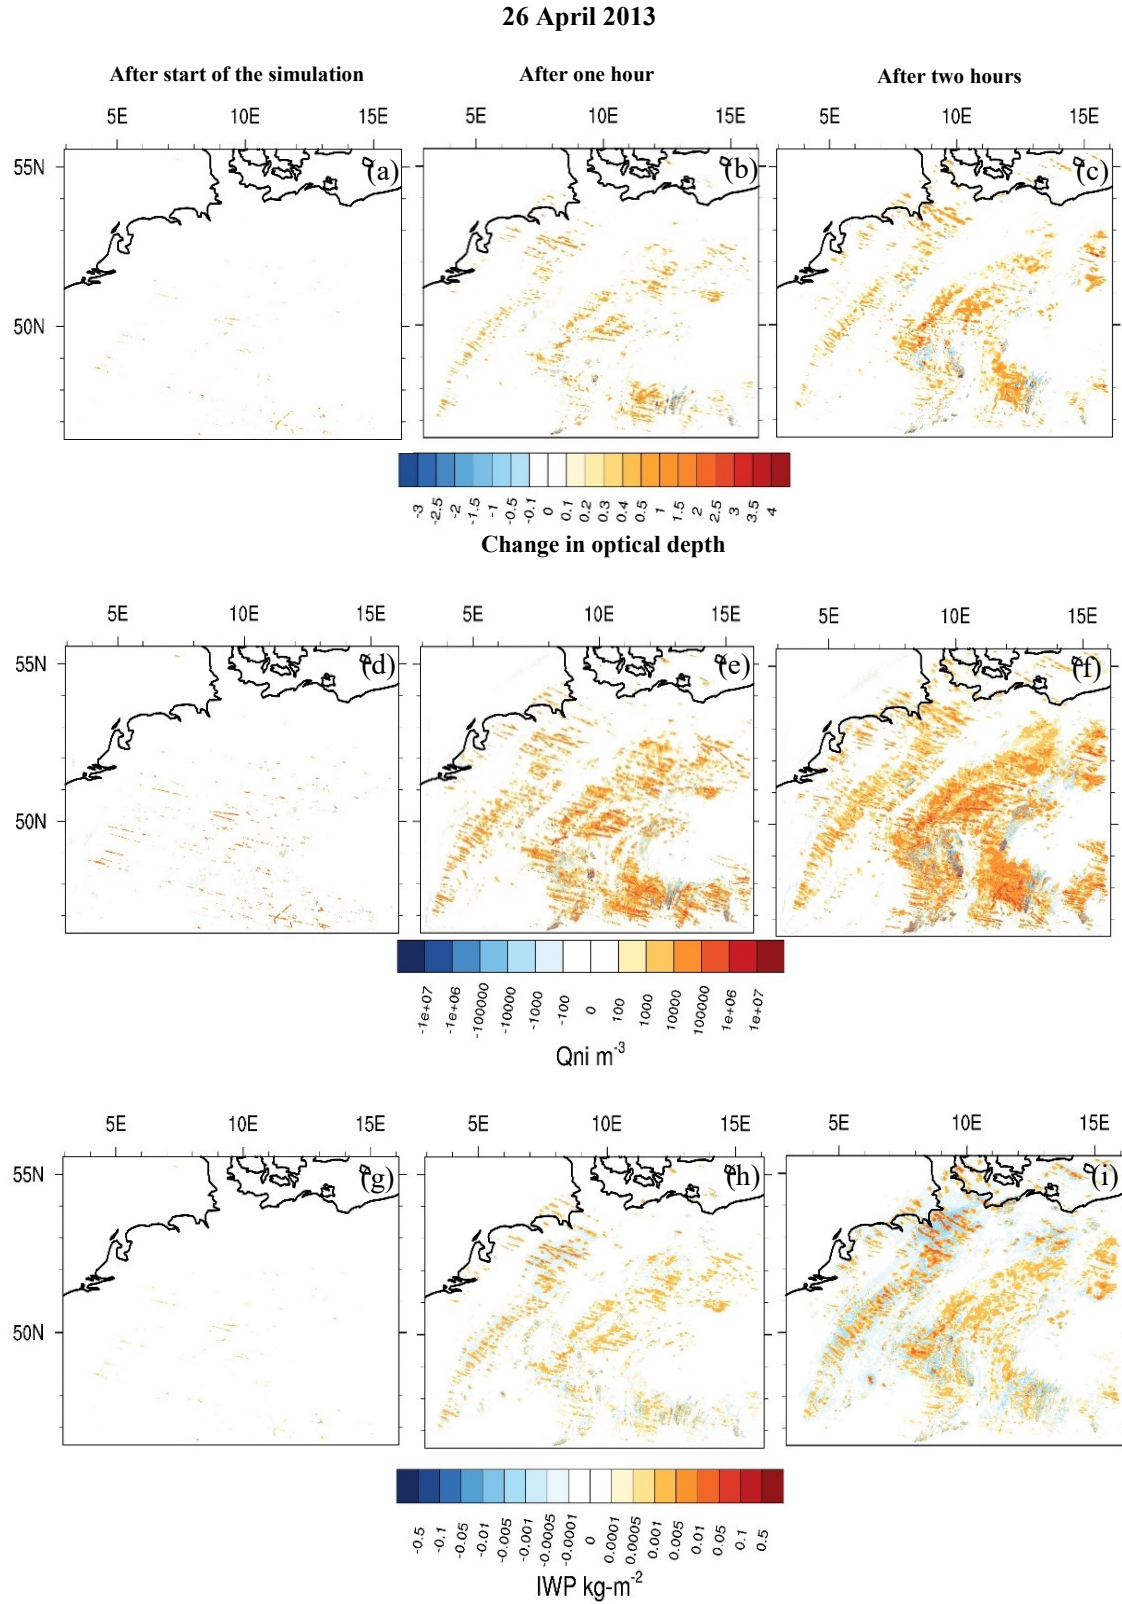 26 April 2013
After start of the simulation After one hour After two hours
5E 10E 15E 5E 10E 15E 5E 10E 15E
55N (a) (b) (c)
50N
-3 -2.5 -2 -1.5 -1 -0.5 -0.1 0 0.1 0.2 0.3 0.4 0.5 1 1.5 2 2.5 3 3.5 4
Change in optical depth
5E 10E 15E 5E 10E 15E 5E 10E 15E
55N (d) (e) (f)
50N
-1e+07 -1e+06 -100000 -10000 -1000 -100 0 100 1000 10000 100000 1e+06 1e+07
Qni m-3
5E 10E 15E 5E 10E 15E 5E 10E 15E
55N (g) (h) (i)
50N
-0.5 -0.1 -0.05 -0.01 -0.005 -0.001 -0.0005 -0.0001 0 0.0001 0.0005 0.001 0.005 0.01 0.05 0.1 0.5
IWP kg-m-2